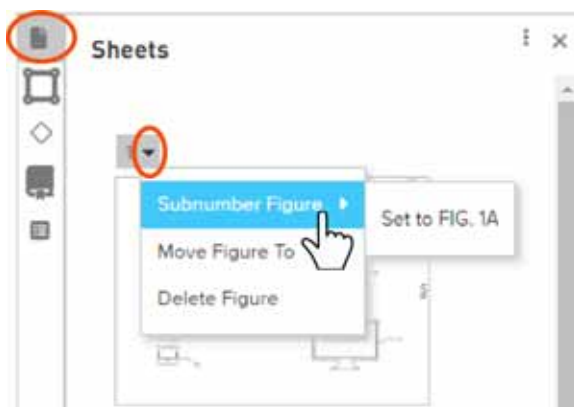 Sheets
Subnumber Figure
Set to FIG. 1A
Move Figure To
Delete Figure